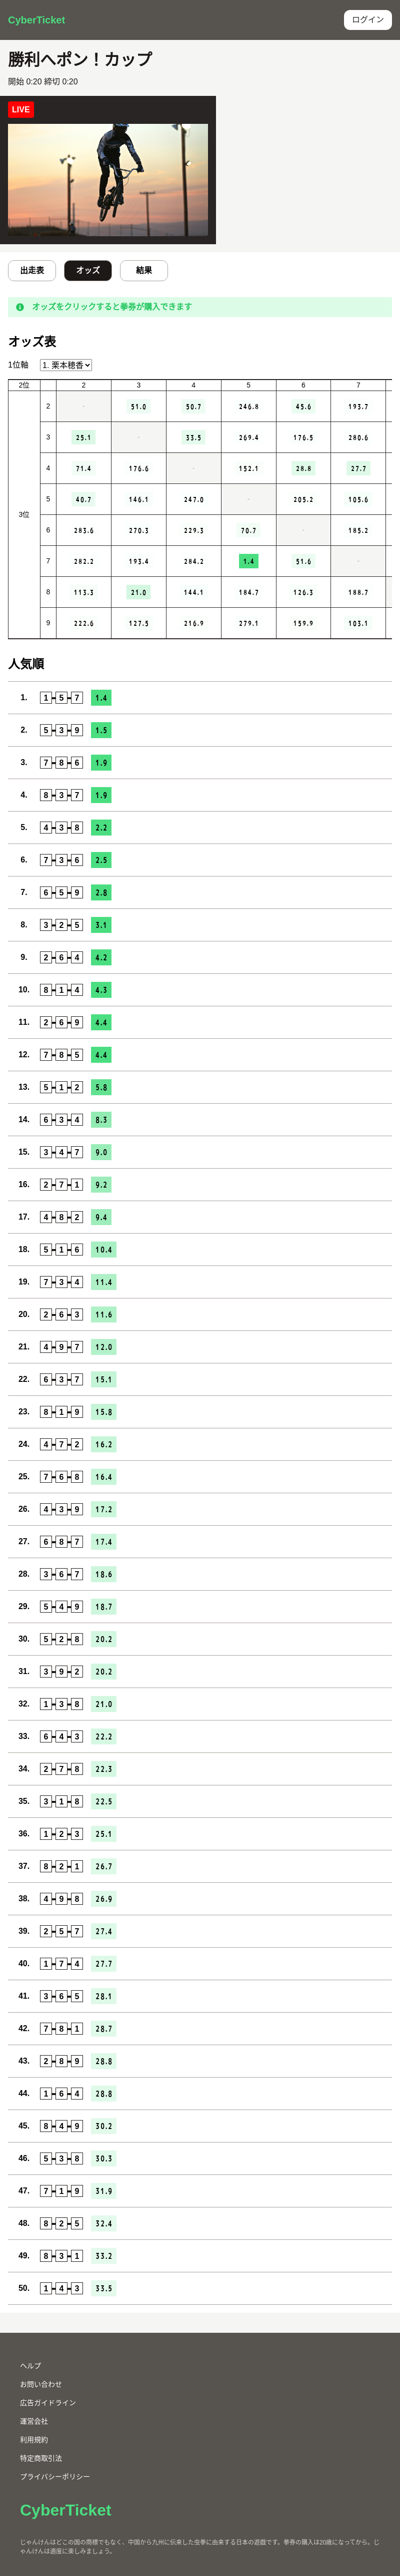 CyberTicket
ログイン
勝利へポン！カップ
開始 0:20 締切 0:20
LIVE
出走表 オッズ 結果
オッズをクリックすると拳券が購入できます
オッズ表
1位軸 1. 栗本穂香
2位 2 3 4 5 6 7
3位
2 - 51.0 50.7 246.8 45.6 193.7
3 25.1 - 33.5 269.4 176.5 280.6
4 71.4 176.6 - 152.1 28.8 27.7
5 40.7 146.1 247.0 - 205.2 105.6
6 283.6 270.3 229.3 70.7 - 185.2
7 282.2 193.4 284.2 1.4 51.6 -
8 113.3 21.0 144.1 184.7 126.3 188.7
9 222.6 127.5 216.9 279.1 159.9 103.1
人気順
1. 1-5-7 1.4
2. 5-3-9 1.5
3. 7-8-6 1.9
4. 8-3-7 1.9
5. 4-3-8 2.2
6. 7-3-6 2.5
7. 6-5-9 2.8
8. 3-2-5 3.1
9. 2-6-4 4.2
10. 8-1-4 4.3
11. 2-6-9 4.4
12. 7-8-5 4.4
13. 5-1-2 5.8
14. 6-3-4 8.3
15. 3-4-7 9.0
16. 2-7-1 9.2
17. 4-8-2 9.4
18. 5-1-6 10.4
19. 7-3-4 11.4
20. 2-6-3 11.6
21. 4-9-7 12.0
22. 6-3-7 15.1
23. 8-1-9 15.8
24. 4-7-2 16.2
25. 7-6-8 16.4
26. 4-3-9 17.2
27. 6-8-7 17.4
28. 3-6-7 18.6
29. 5-4-9 18.7
30. 5-2-8 20.2
31. 3-9-2 20.2
32. 1-3-8 21.0
33. 6-4-3 22.2
34. 2-7-8 22.3
35. 3-1-8 22.5
36. 1-2-3 25.1
37. 8-2-1 26.7
38. 4-9-8 26.9
39. 2-5-7 27.4
40. 1-7-4 27.7
41. 3-6-5 28.1
42. 7-8-1 28.7
43. 2-8-9 28.8
44. 1-6-4 28.8
45. 8-4-9 30.2
46. 5-3-8 30.3
47. 7-1-9 31.9
48. 8-2-5 32.4
49. 8-3-1 33.2
50. 1-4-3 33.5
ヘルプ
お問い合わせ
広告ガイドライン
運営会社
利用規約
特定商取引法
プライバシーポリシー
CyberTicket
じゃんけんはどこの国の商標でもなく、中国から九州に伝来した虫拳に由来する日本の遊戯です。拳券の購入は20歳になってから。じ
ゃんけんは適度に楽しみましょう。